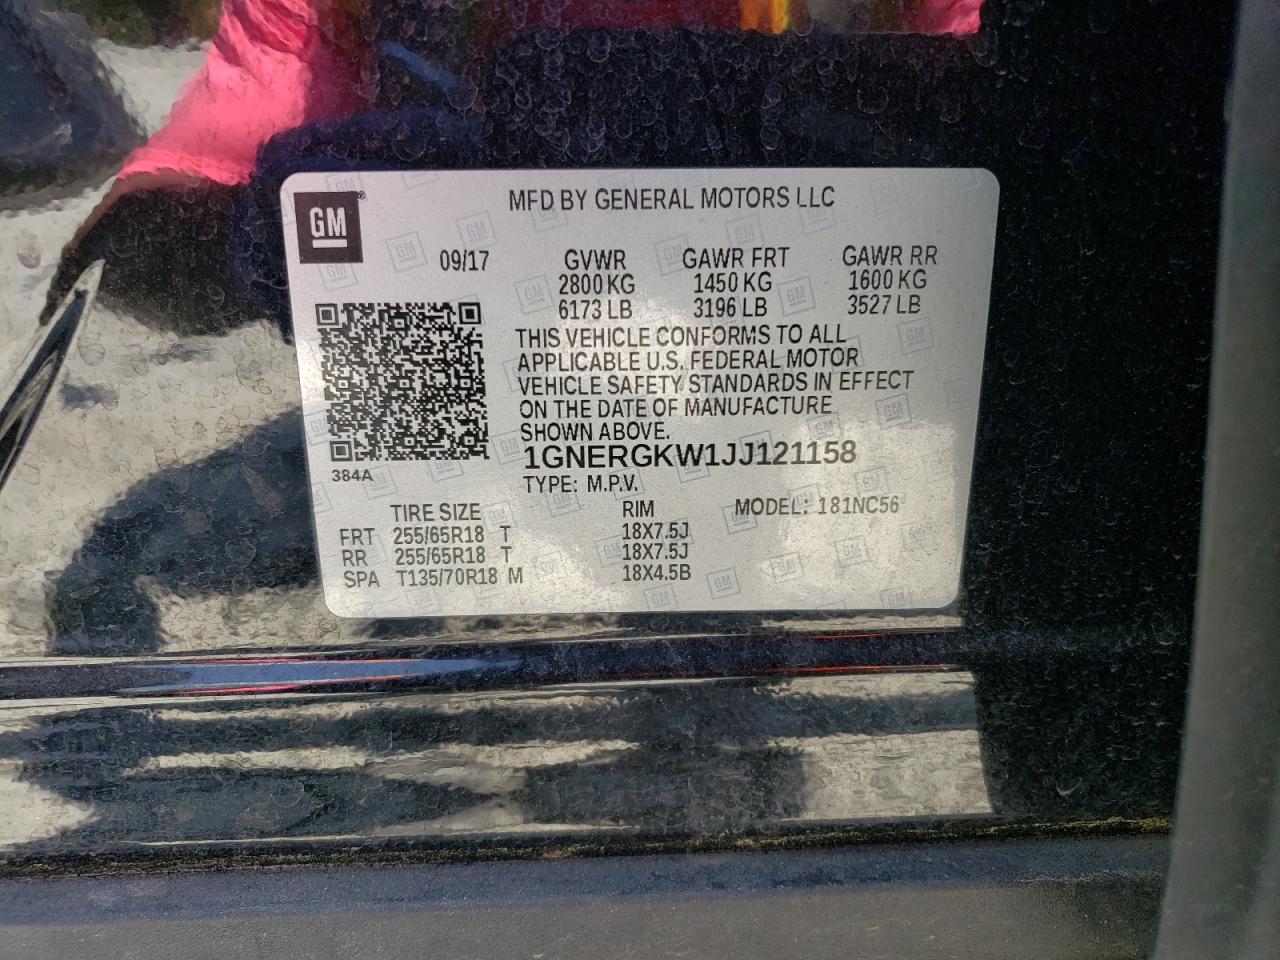 GM
MFD BY GENERAL MOTORS LLC
09/17 GVWR GAWR FRT GAWR RR
2800 KG 1450 KG 1600 KG
6173 LB 3196 LB 3527 LB
THIS VEHICLE CONFORMS TO ALL
APPLICABLE U.S. FEDERAL MOTOR
VEHICLE SAFETY STANDARDS IN EFFECT
ON THE DATE OF MANUFACTURE
SHOWN ABOVE.
1GNERGKW1JJ121158
384A
TYPE: M.P.V.
TIRE SIZE RIM MODEL: 181NC56
FRT 255/65R18 T 18X7.5J
RR 255/65R18 T 18X7.5J
SPA T135/70R18 M 18X4.5B